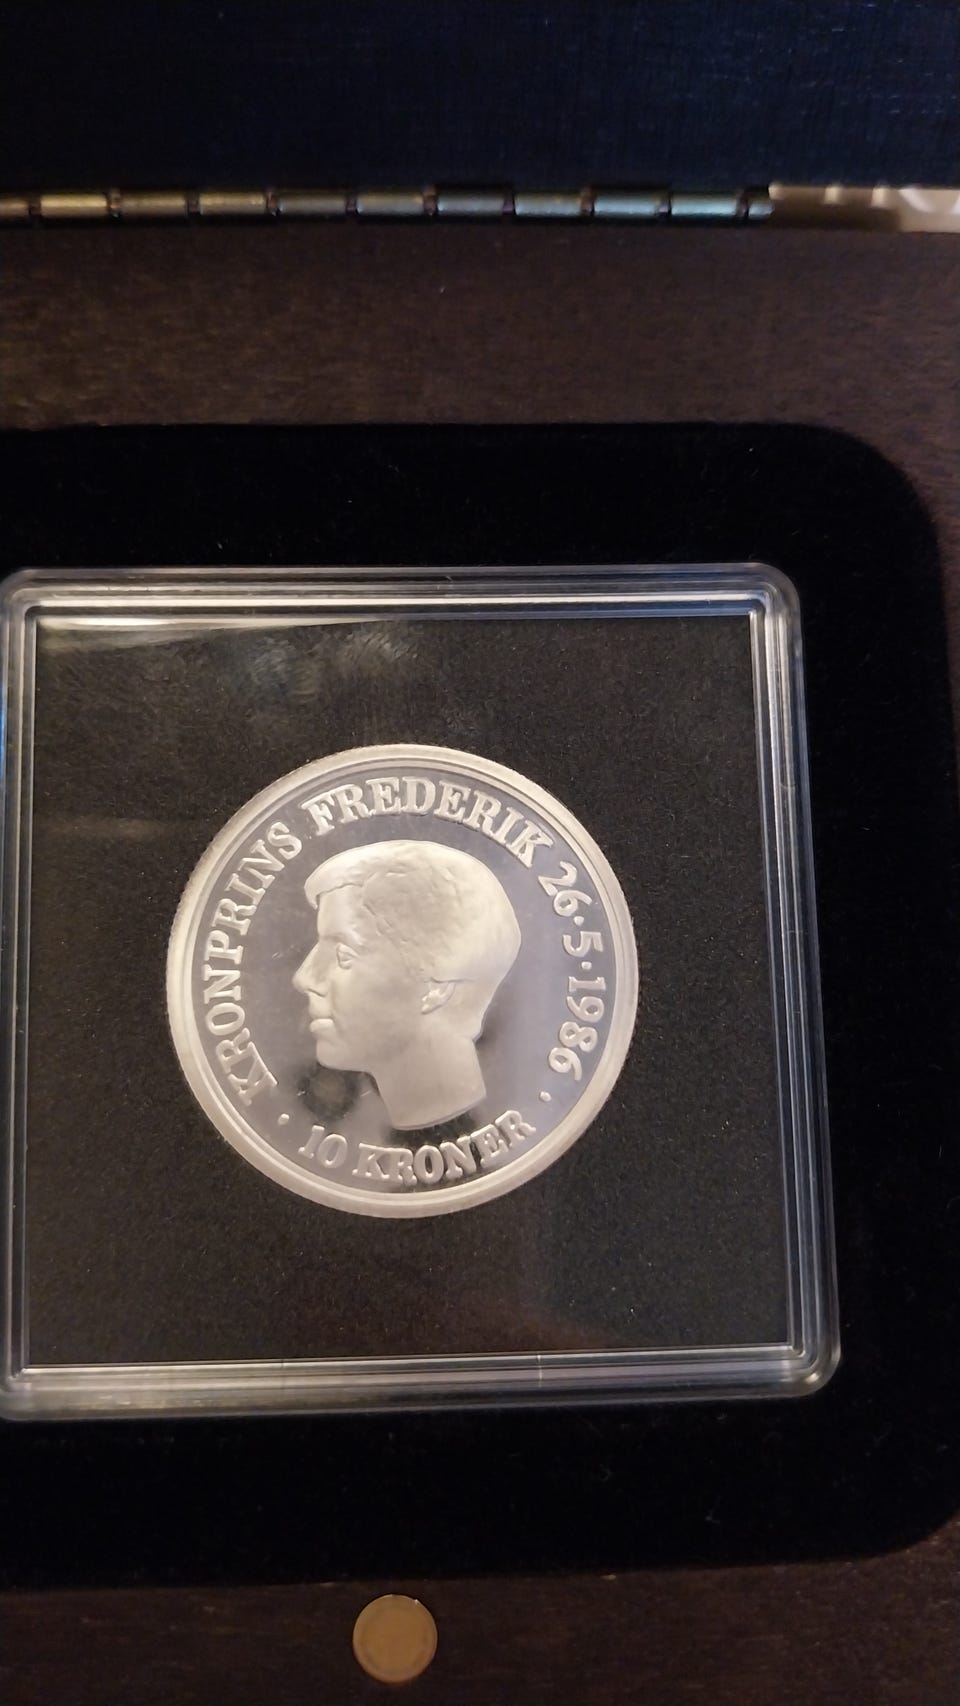 · KRONPRINS FREDERIK 26·5·1986 ·
10 KRONER